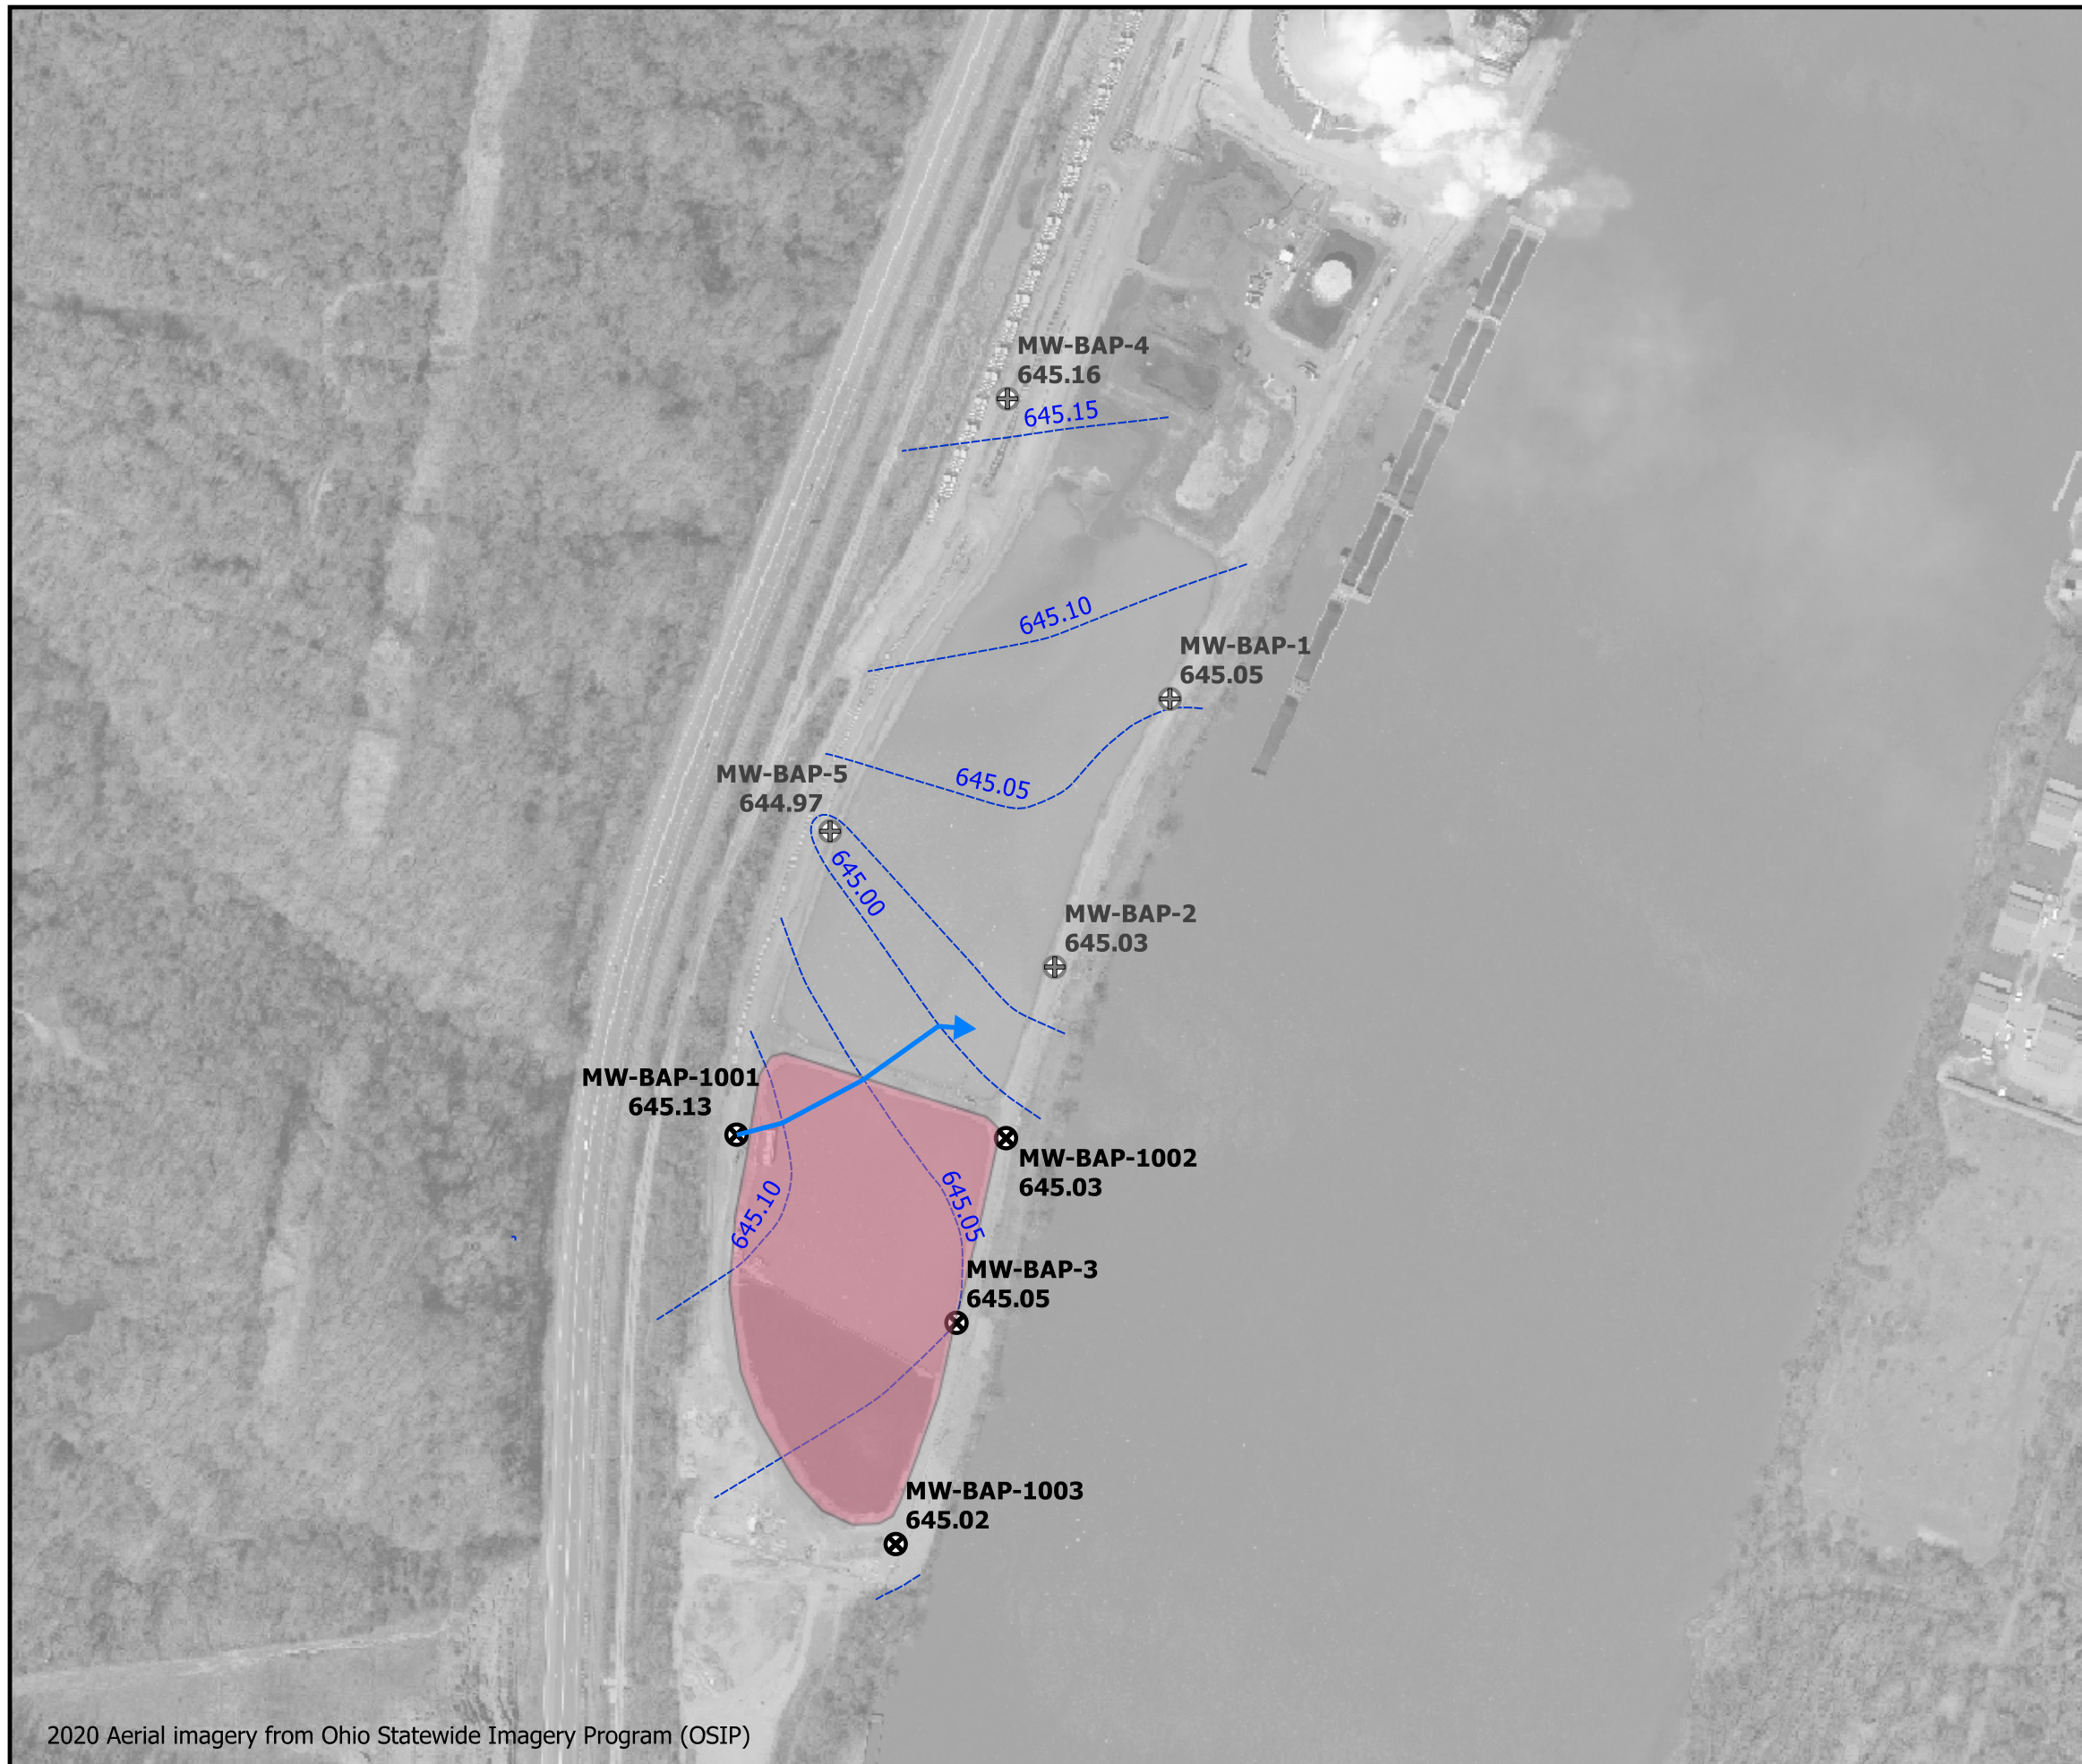 MW-BAP-4
645.16
645.15
645.10
MW-BAP-1
645.05
645.05
MW-BAP-5
644.97
645.00
MW-BAP-2
645.03
MW-BAP-1001
645.13
MW-BAP-1002
645.03
645.10
645.05
MW-BAP-3
645.05
MW-BAP-1003
645.02
2020 Aerial imagery from Ohio Statewide Imagery Program (OSIP)